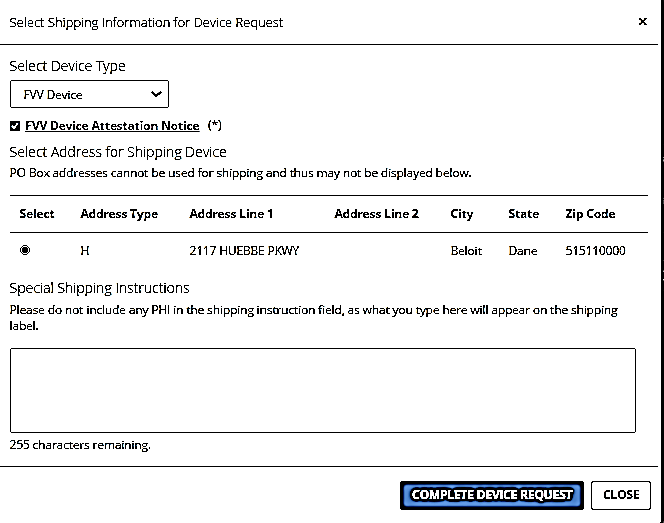 Select Shipping Information for Device Request ×
Select Device Type
FVV Device
FVV Device Attestation Notice (*)
Select Address for Shipping Device
PO Box addresses cannot be used for shipping and thus may not be displayed below.
Select Address Type Address Line 1 Address Line 2 City State Zip Code
H 2117 HUEBBE PKWY Beloit Dane 515110000
Special Shipping Instructions
Please do not include any PHI in the shipping instruction field, as what you type here will appear on the shipping
label.
255 characters remaining.
COMPLETE DEVICE REQUEST CLOSE